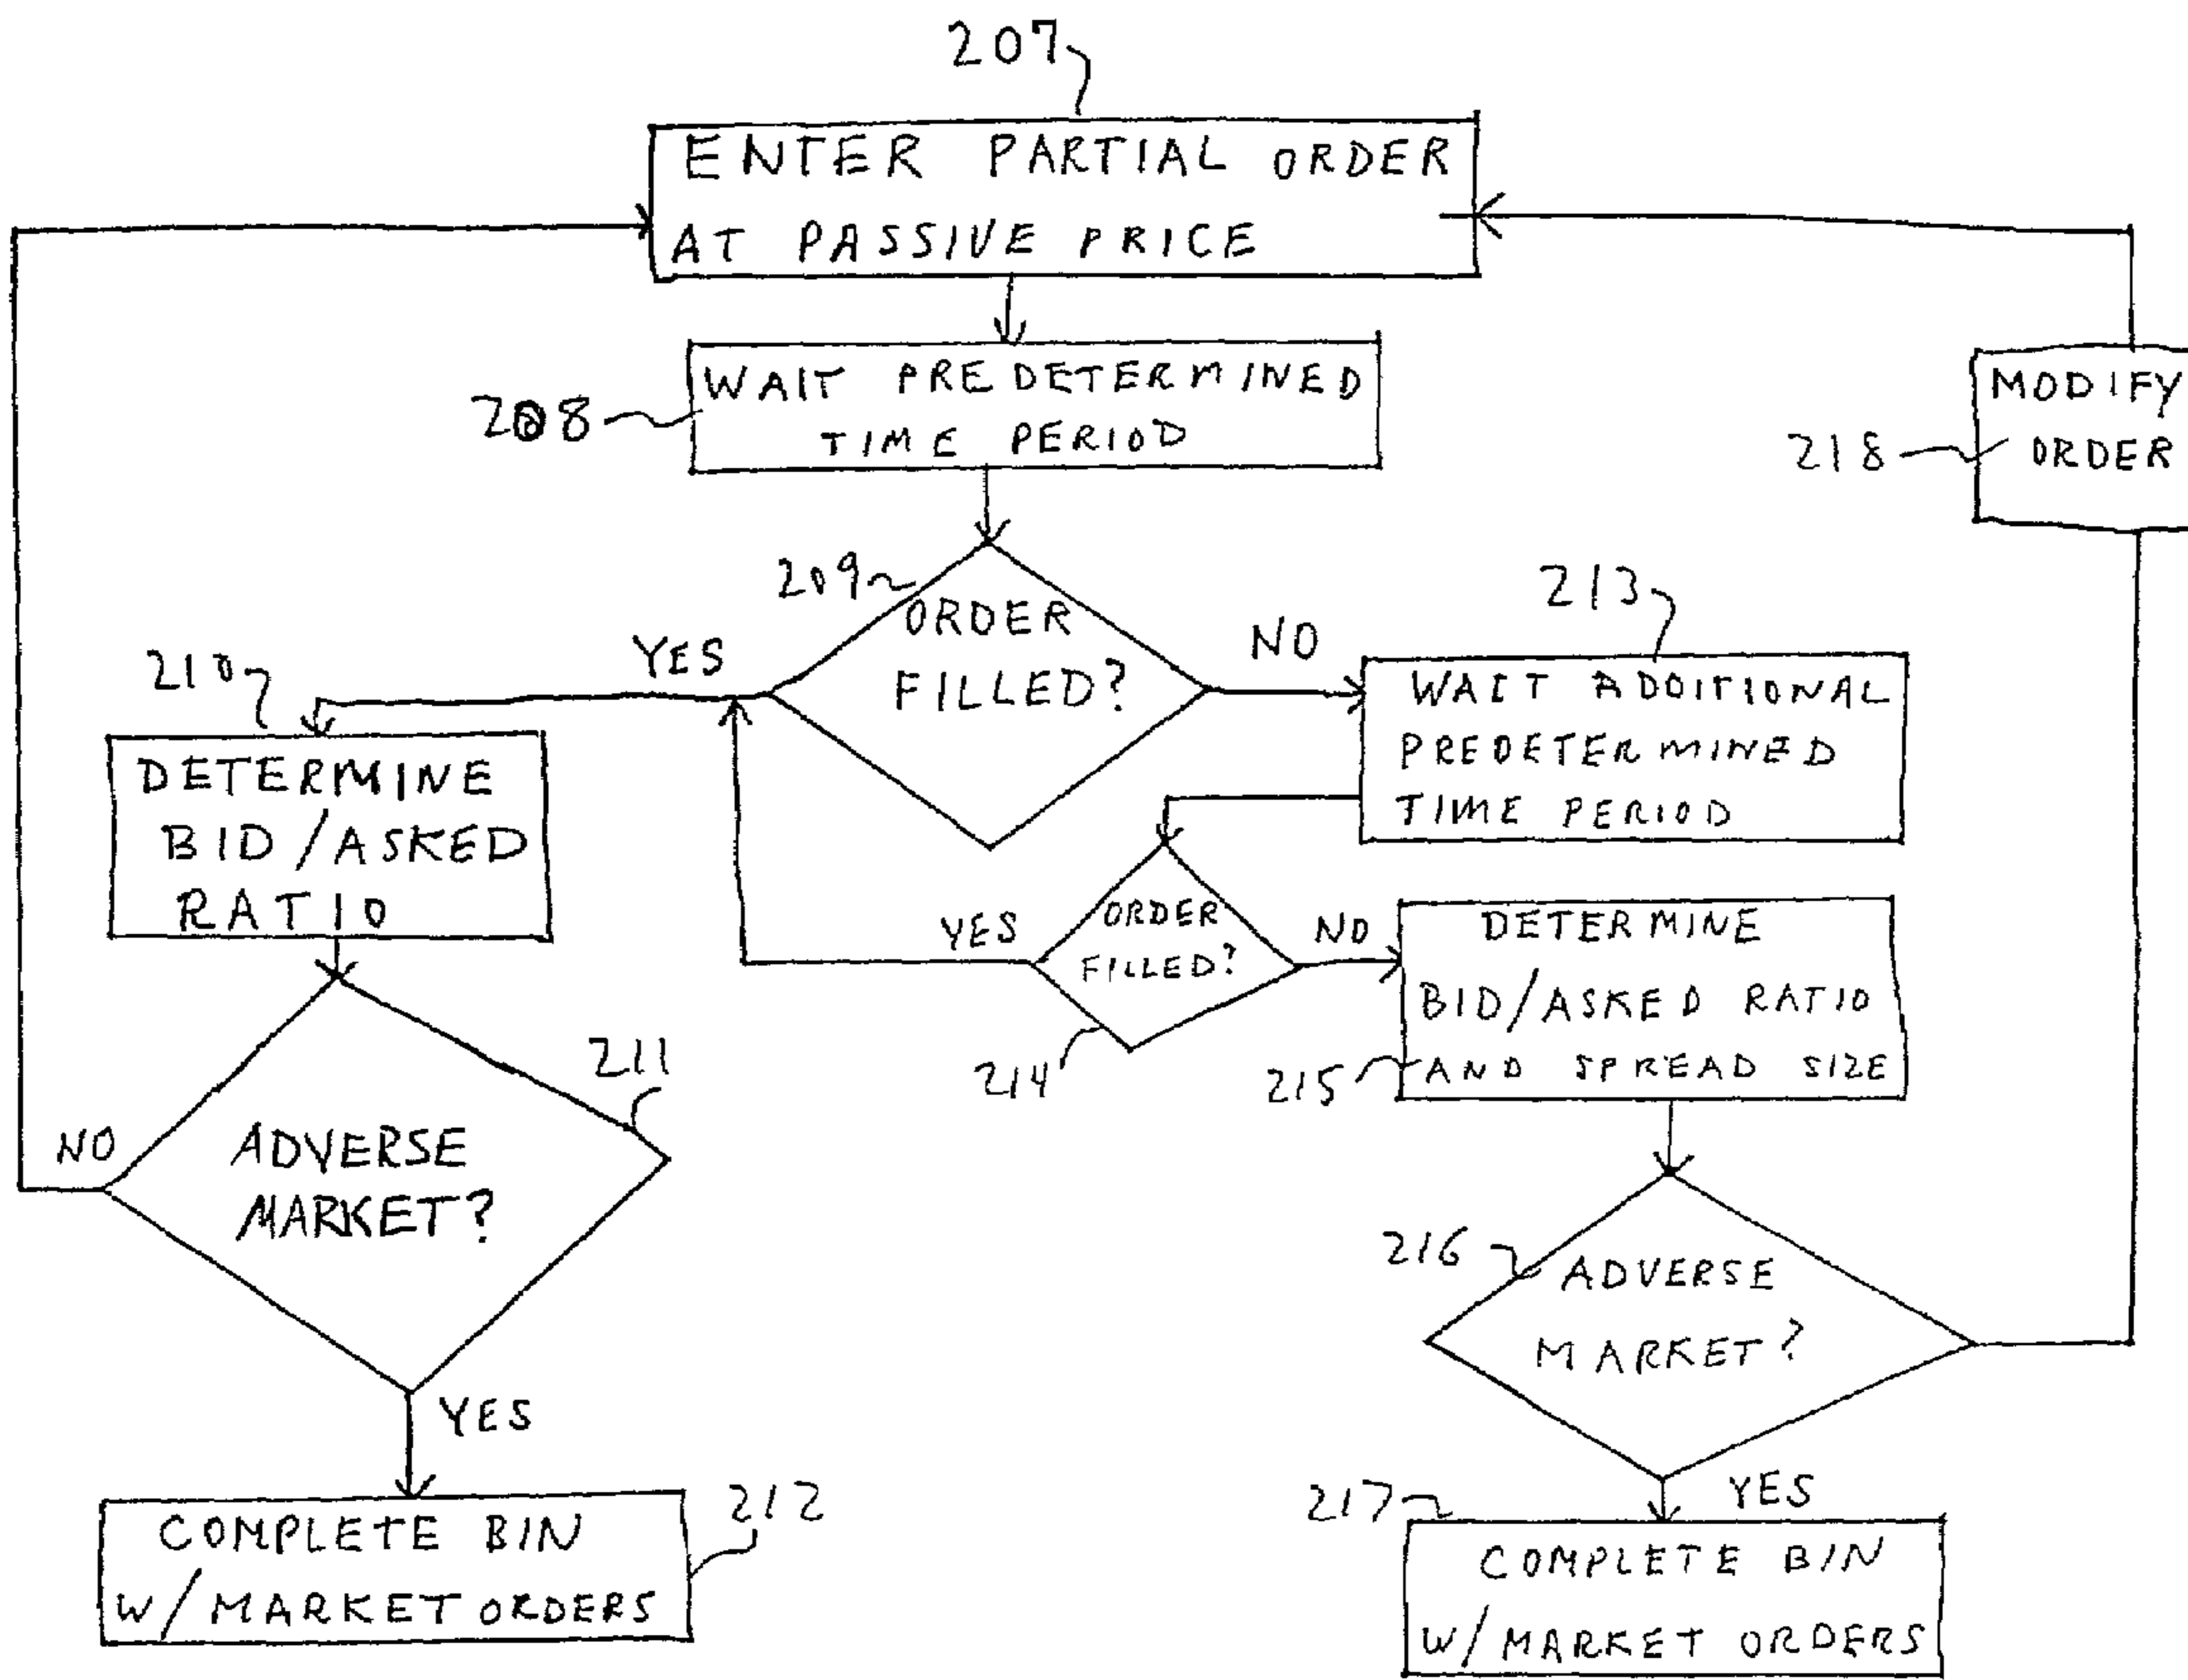 207
ENTER PARTIAL ORDER
AT PASSIVE PRICE
208
WAIT PREDETERMINED
TIME PERIOD
MODIFY
ORDER
218
209
ORDER
FILLED?
YES
NO
213
WAIT ADDITIONAL
PREDETERMINED
TIME PERIOD
210
DETERMINE
BID/ASKED
RATIO
ORDER
FILLED?
YES
NO
214
DETERMINE
BID/ASKED RATIO
AND SPREAD SIZE
215
211
ADVERSE
MARKET?
NO
YES
216
ADVERSE
MARKET?
YES
212
COMPLETE BIN
W/MARKET ORDERS
217
COMPLETE BIN
W/MARKET ORDERS